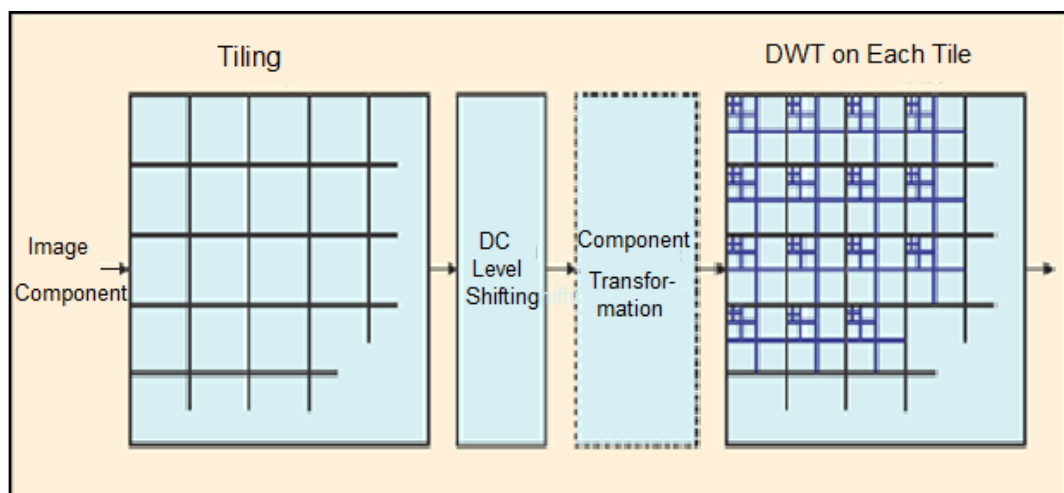 Tiling
DWT on Each Tile
Image
Component
DC
Level
Shifting
Component
Transfor-
mation